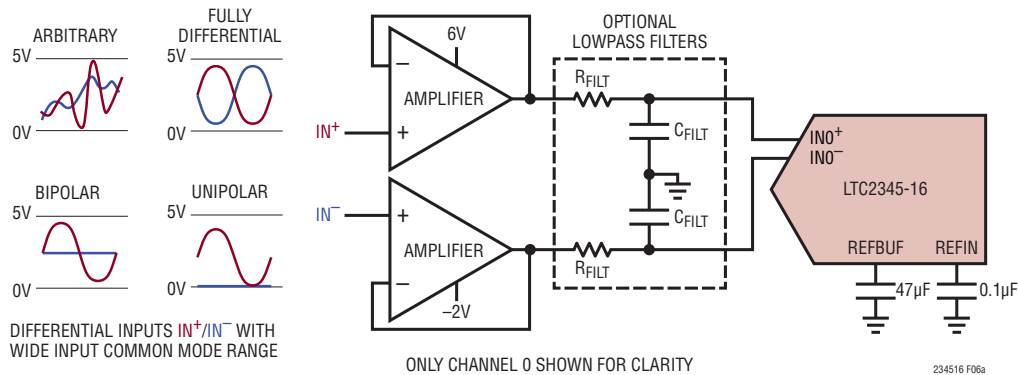 ARBITRARY
5V
0V
FULLY
DIFFERENTIAL
5V
0V
BIPOLAR
5V
0V
UNIPOLAR
5V
0V
DIFFERENTIAL INPUTS IN+/IN− WITH
WIDE INPUT COMMON MODE RANGE
6V
−
AMPLIFIER
IN+
+
IN−
+
AMPLIFIER
−
−2V
OPTIONAL
LOWPASS FILTERS
RFILT
CFILT
CFILT
RFILT
IN0+
IN0−
LTC2345-16
REFBUF
REFIN
47µF
0.1µF
ONLY CHANNEL 0 SHOWN FOR CLARITY
234516 F06a